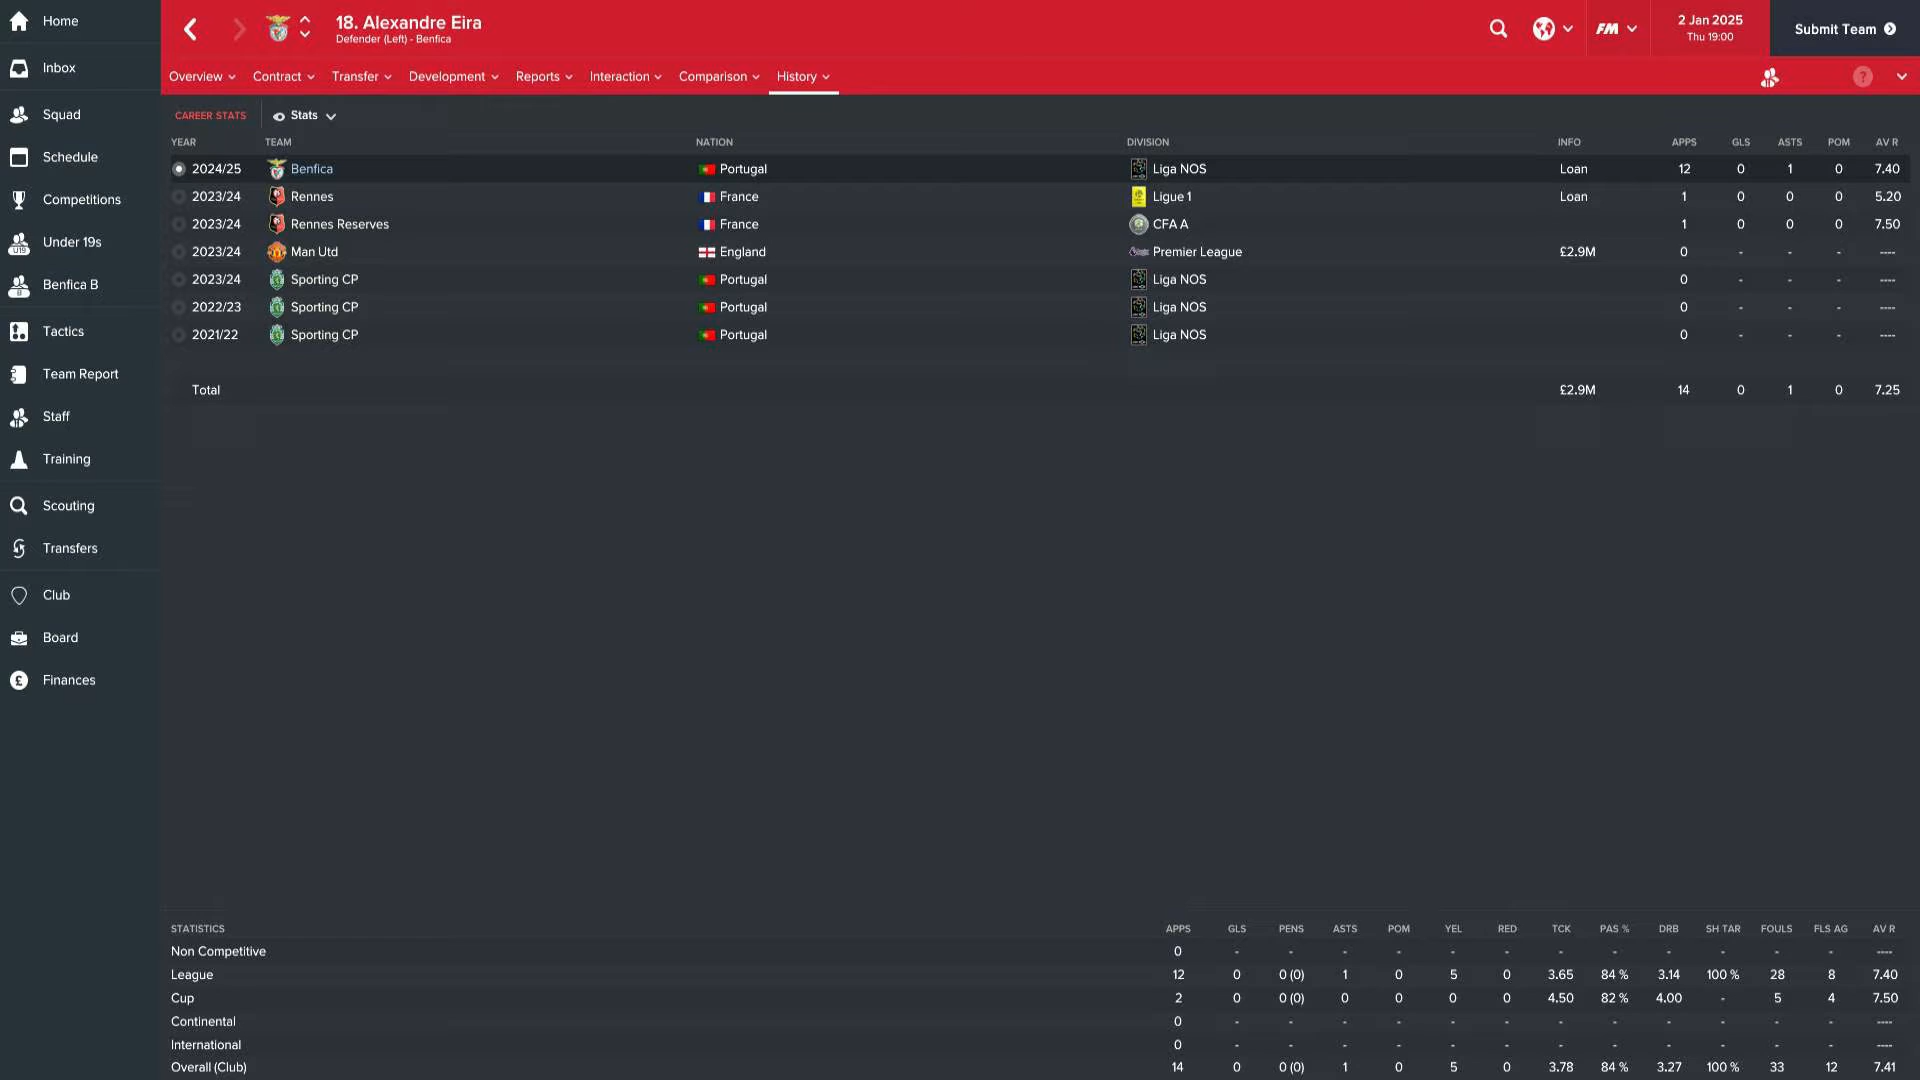 Home
Inbox
Squad
Schedule
Competitions
Under 19s
Benfica B
Tactics
Team Report
Staff
Training
Scouting
Transfers
Club
Board
Finances
18. Alexandre Eira
Defender (Left) - Benfica
FM
2 Jan 2025
Thu 19:00
Submit Team
Overview Contract Transfer Development Reports Interaction Comparison History
?
CAREER STATS Stats
YEAR TEAM NATION DIVISION INFO APPS GLS ASTS POM AV R
2024/25 Benfica Portugal Liga NOS Loan 12 0 1 0 7.40
2023/24 Rennes France Ligue 1 Loan 1 0 0 0 5.20
2023/24 Rennes Reserves France CFA A 1 0 0 0 7.50
2023/24 Man Utd England Premier League £2.9M 0 - - - ----
2023/24 Sporting CP Portugal Liga NOS 0 - - - ----
2022/23 Sporting CP Portugal Liga NOS 0 - - - ----
2021/22 Sporting CP Portugal Liga NOS 0 - - - ----
Total £2.9M 14 0 1 0 7.25
STATISTICS APPS GLS PENS ASTS POM YEL RED TCK PAS % DRB SH TAR FOULS FLS AG AV R
Non Competitive 0 - - - - - - - - - - - - ----
League 12 0 0 (0) 1 0 5 0 3.65 84 % 3.14 100 % 28 8 7.40
Cup 2 0 0 (0) 0 0 0 0 4.50 82 % 4.00 - 5 4 7.50
Continental 0 - - - - - - - - - - - - ----
International 0 - - - - - - - - - - - - ----
Overall (Club) 14 0 0 (0) 1 0 5 0 3.78 84 % 3.27 100 % 33 12 7.41